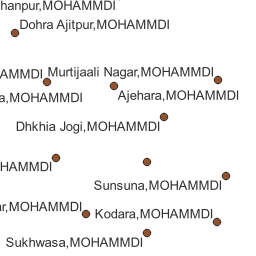 hanpur,MOHAMMDI
Dohra Ajitpur,MOHAMMDI
AMMDI Murtijaali Nagar,MOHAMMDI
a,MOHAMMDI Ajehara,MOHAMMDI
Dhkhia Jogi,MOHAMMDI
HAMMDI
Sunsuna,MOHAMMDI
ar,MOHAMMDI Kodara,MOHAMMDI
Sukhwasa,MOHAMMDI